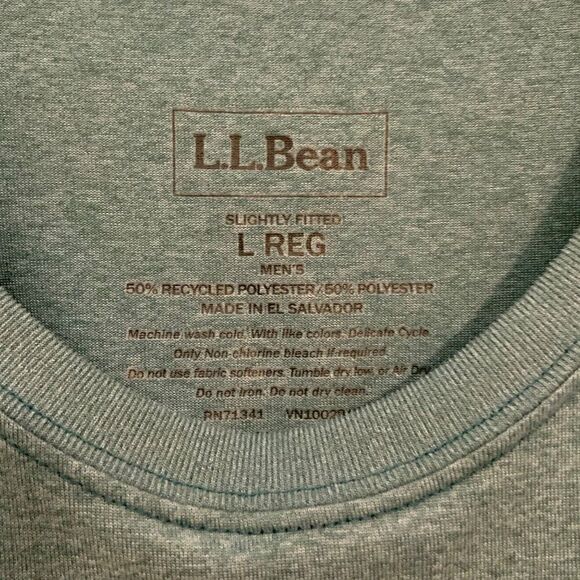 L.L.Bean
SLIGHTLY FITTED
L REG
MEN'S
50% RECYCLED POLYESTER/50% POLYESTER
MADE IN EL SALVADOR
Machine wash cold. With like colors. Delicate Cycle.
Only Non-chlorine bleach if required.
Do not use fabric softeners. Tumble dry low. or Air Dry
Do not iron. Do not dry clean.
RN71341